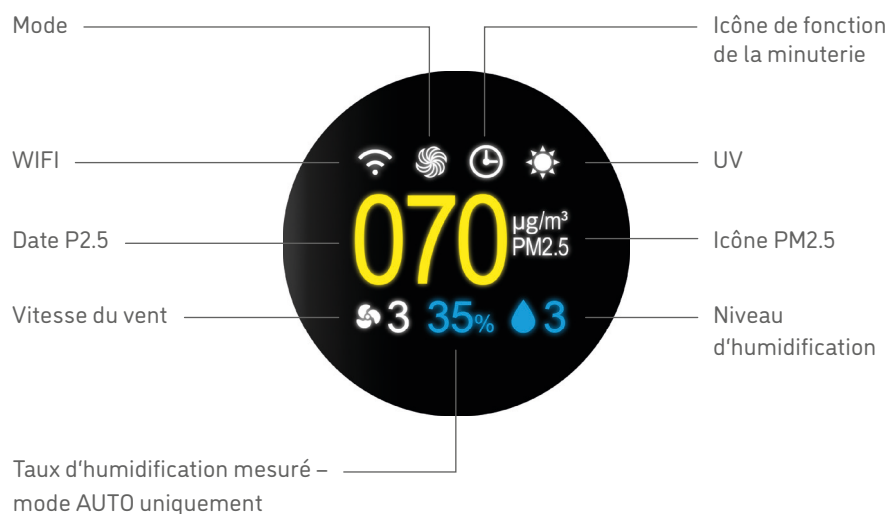 Mode
Icône de fonction
de la minuterie
WIFI
UV
Date P2.5
070
µg/m³
PM2.5
Icône PM2.5
Vitesse du vent
3 35% 3
Niveau
d'humidification
Taux d'humidification mesuré –
mode AUTO uniquement